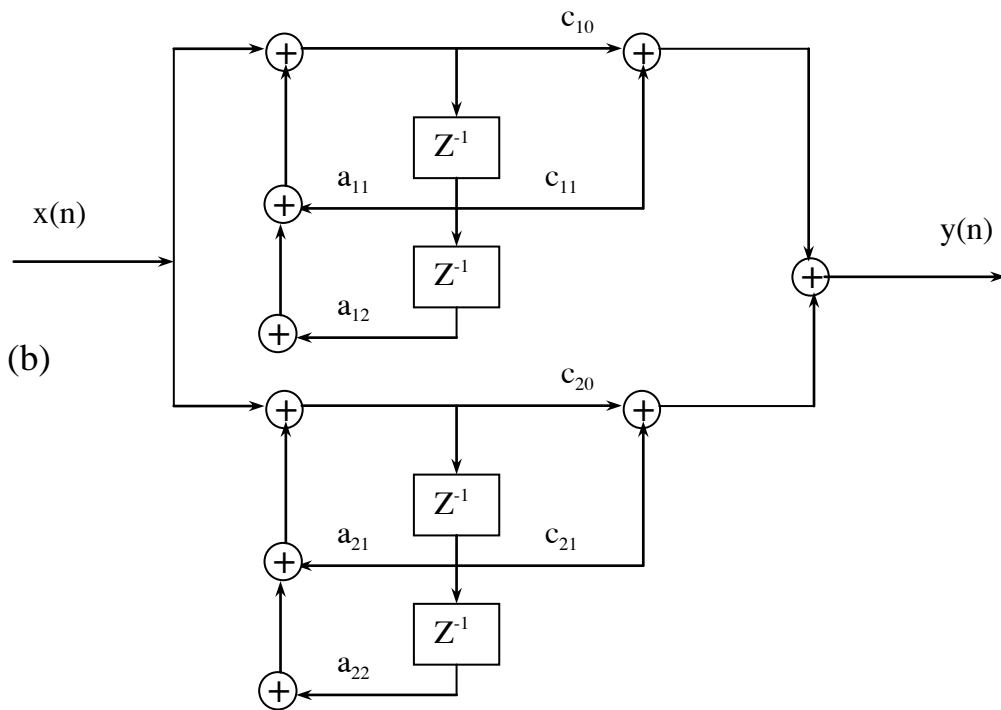 c₁₀
Z⁻¹
a₁₁ c₁₁
x(n)
y(n)
Z⁻¹
a₁₂
(b)
c₂₀
Z⁻¹
a₂₁ c₂₁
Z⁻¹
a₂₂